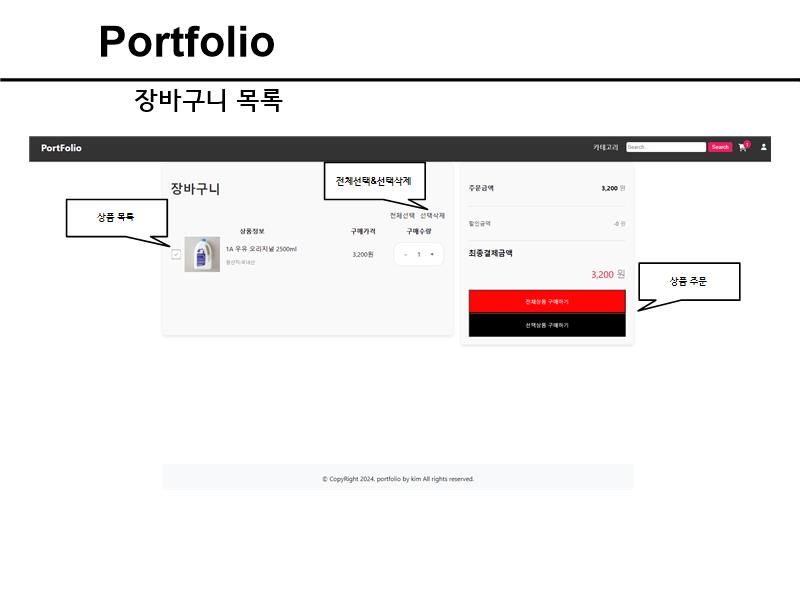 Portfolio
장바구니 목록
PortFolio
카테고리 Search.. Search 1
장바구니
전체선택&선택삭제
전체선택 선택삭제
상품 목록
상품정보 구매가격 구매수량
1A 우유 오리지널 2500ml
원산지:국내산
3,200원
- 1 +
주문금액 3,200 원
할인금액 -0 원
최종결제금액
3,200 원
전체상품 구매하기
선택상품 구매하기
상품 주문
© CopyRight 2024. portfolio by kim All rights reserved.